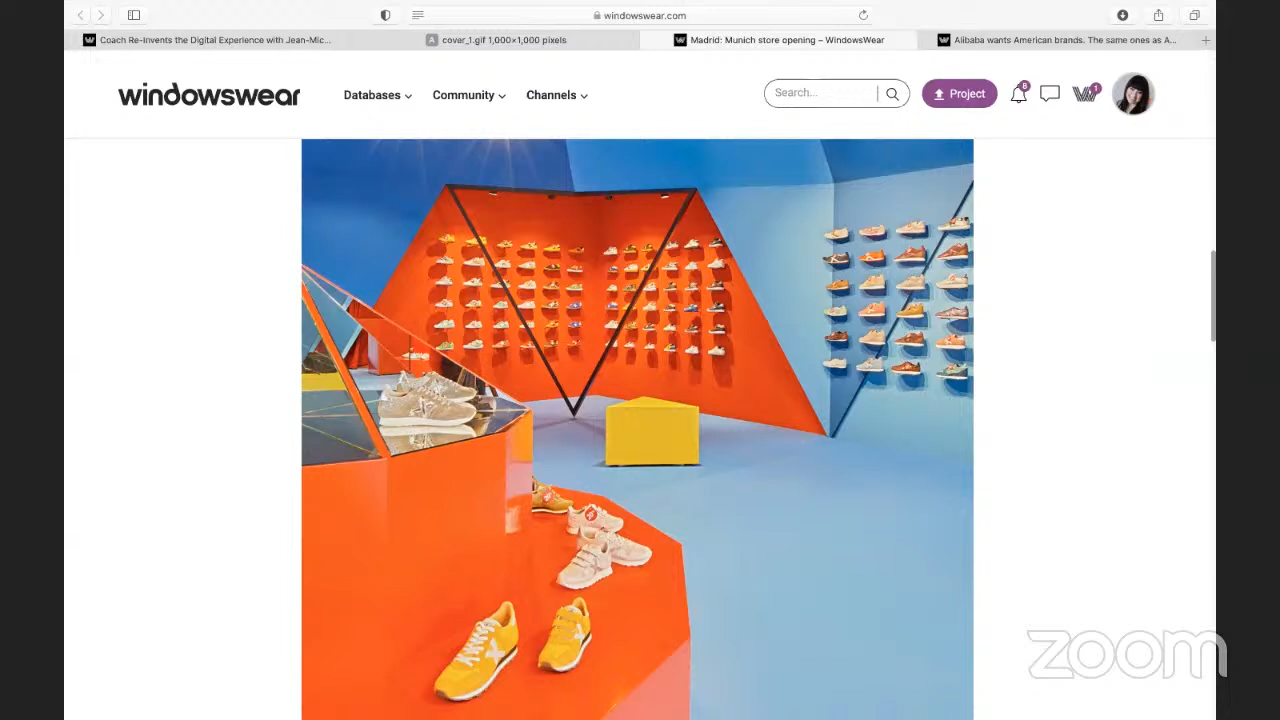 windowswear.com
Coach Re-Invents the Digital Experience with Jean-Mic...
cover_1.gif 1,000×1,000 pixels
Madrid: Munich store opening – WindowsWear
Alibaba wants American brands. The same ones as A...
windowswear
Databases
Community
Channels
Search...
Project
8
1
zoom